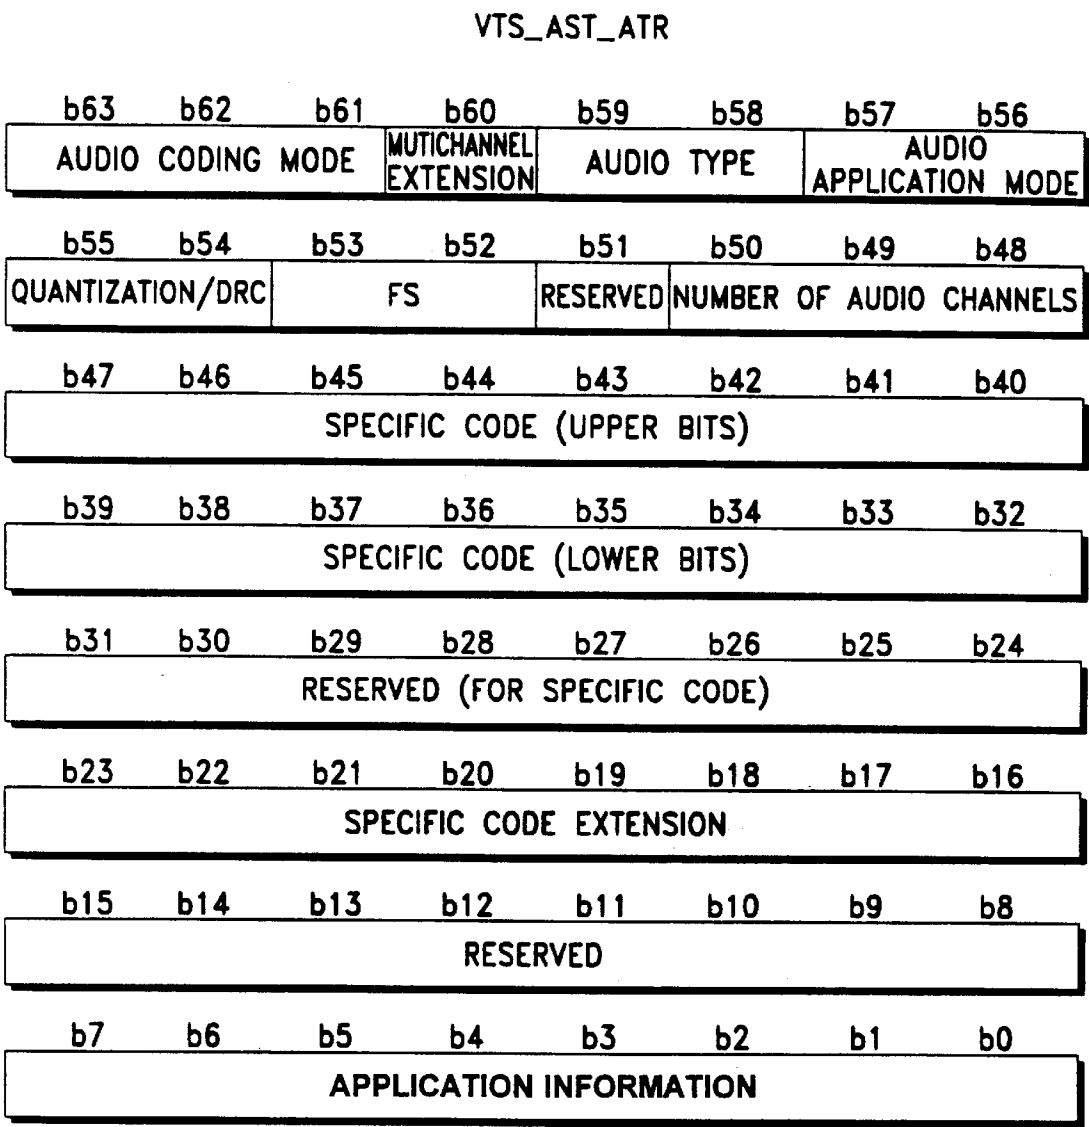 VTS_AST_ATR
b63 b62 b61 b60 b59 b58 b57 b56
AUDIO CODING MODE
MUTICHANNEL
EXTENSION
AUDIO TYPE
AUDIO
APPLICATION MODE
b55 b54 b53 b52 b51 b50 b49 b48
QUANTIZATION/DRC FS RESERVED NUMBER OF AUDIO CHANNELS
b47 b46 b45 b44 b43 b42 b41 b40
SPECIFIC CODE (UPPER BITS)
b39 b38 b37 b36 b35 b34 b33 b32
SPECIFIC CODE (LOWER BITS)
b31 b30 b29 b28 b27 b26 b25 b24
RESERVED (FOR SPECIFIC CODE)
b23 b22 b21 b20 b19 b18 b17 b16
SPECIFIC CODE EXTENSION
b15 b14 b13 b12 b11 b10 b9 b8
RESERVED
b7 b6 b5 b4 b3 b2 b1 b0
APPLICATION INFORMATION